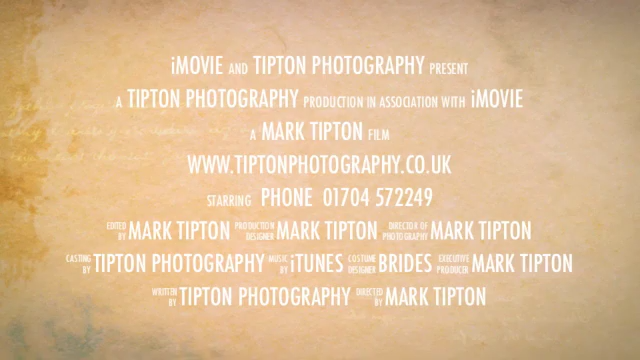 iMOVIE AND TIPTON PHOTOGRAPHY PRESENT
A TIPTON PHOTOGRAPHY PRODUCTION IN ASSOCIATION WITH iMOVIE
A MARK TIPTON FILM
WWW.TIPTONPHOTOGRAPHY.CO.UK
STARRING PHONE 01704 572249
EDITED BY MARK TIPTON PRODUCTION DESIGNER MARK TIPTON DIRECTOR OF PHOTOGRAPHY MARK TIPTON
CASTING BY TIPTON PHOTOGRAPHY MUSIC BY iTUNES COSTUME DESIGNER BRIDES EXECUTIVE PRODUCER MARK TIPTON
WRITTEN BY TIPTON PHOTOGRAPHY DIRECTED BY MARK TIPTON